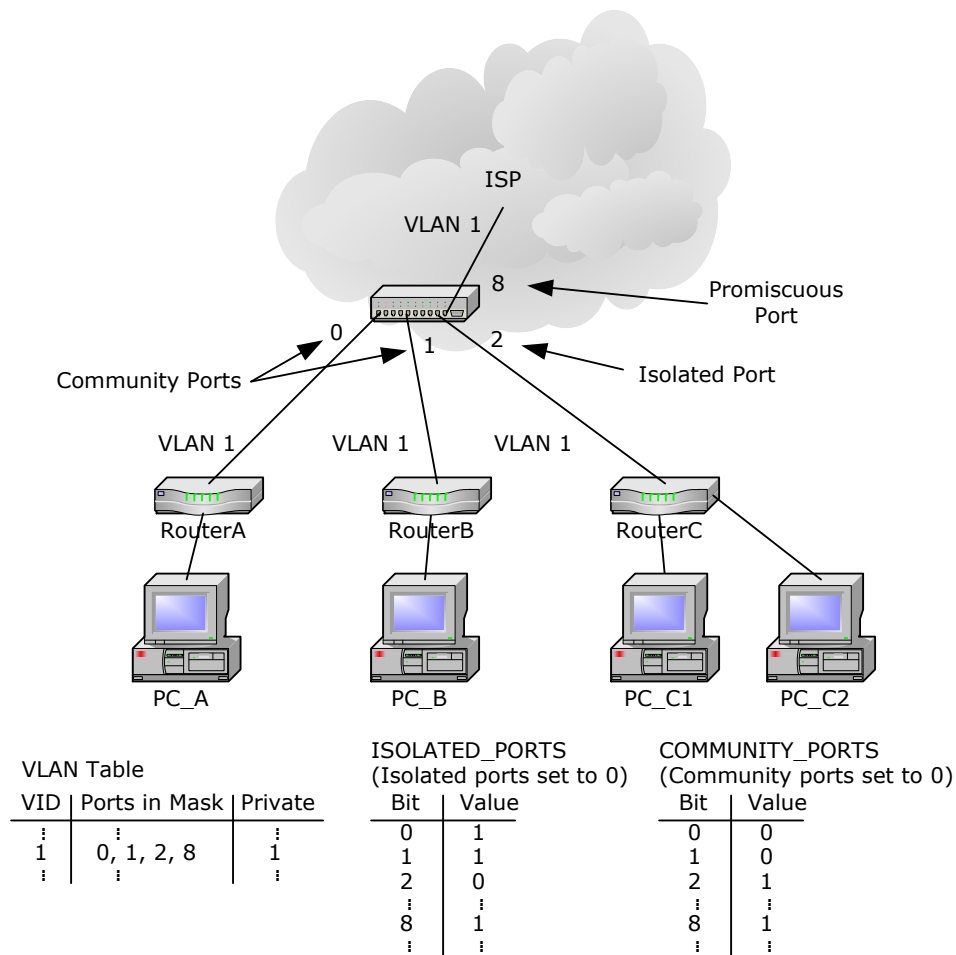 ISP
VLAN 1
8
Promiscuous
Port
0
1
2
Community Ports
Isolated Port
VLAN 1
VLAN 1
VLAN 1
RouterA
RouterB
RouterC
PC_A
PC_B
PC_C1
PC_C2
VLAN Table
VID Ports in Mask Private
1 0, 1, 2, 8 1
ISOLATED_PORTS
(Isolated ports set to 0)
Bit Value
0 1
1 1
2 0
8 1
COMMUNITY_PORTS
(Community ports set to 0)
Bit Value
0 0
1 0
2 1
8 1